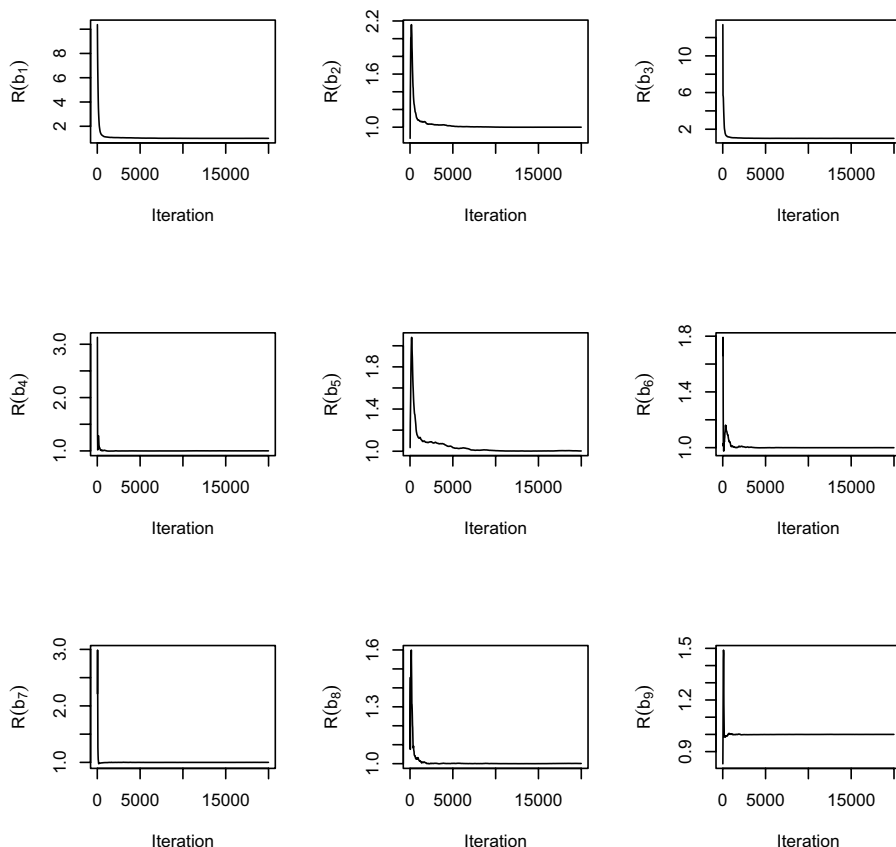 R(b1)
2 4 6 8
0 5000 15000
Iteration
R(b2)
1.0 1.6 2.2
0 5000 15000
Iteration
R(b3)
2 6 10
0 5000 15000
Iteration
R(b4)
1.0 2.0 3.0
0 5000 15000
Iteration
R(b5)
1.0 1.4 1.8
0 5000 15000
Iteration
R(b6)
1.0 1.4 1.8
0 5000 15000
Iteration
R(b7)
1.0 2.0 3.0
0 5000 15000
Iteration
R(b8)
1.0 1.3 1.6
0 5000 15000
Iteration
R(b9)
0.9 1.2 1.5
0 5000 15000
Iteration